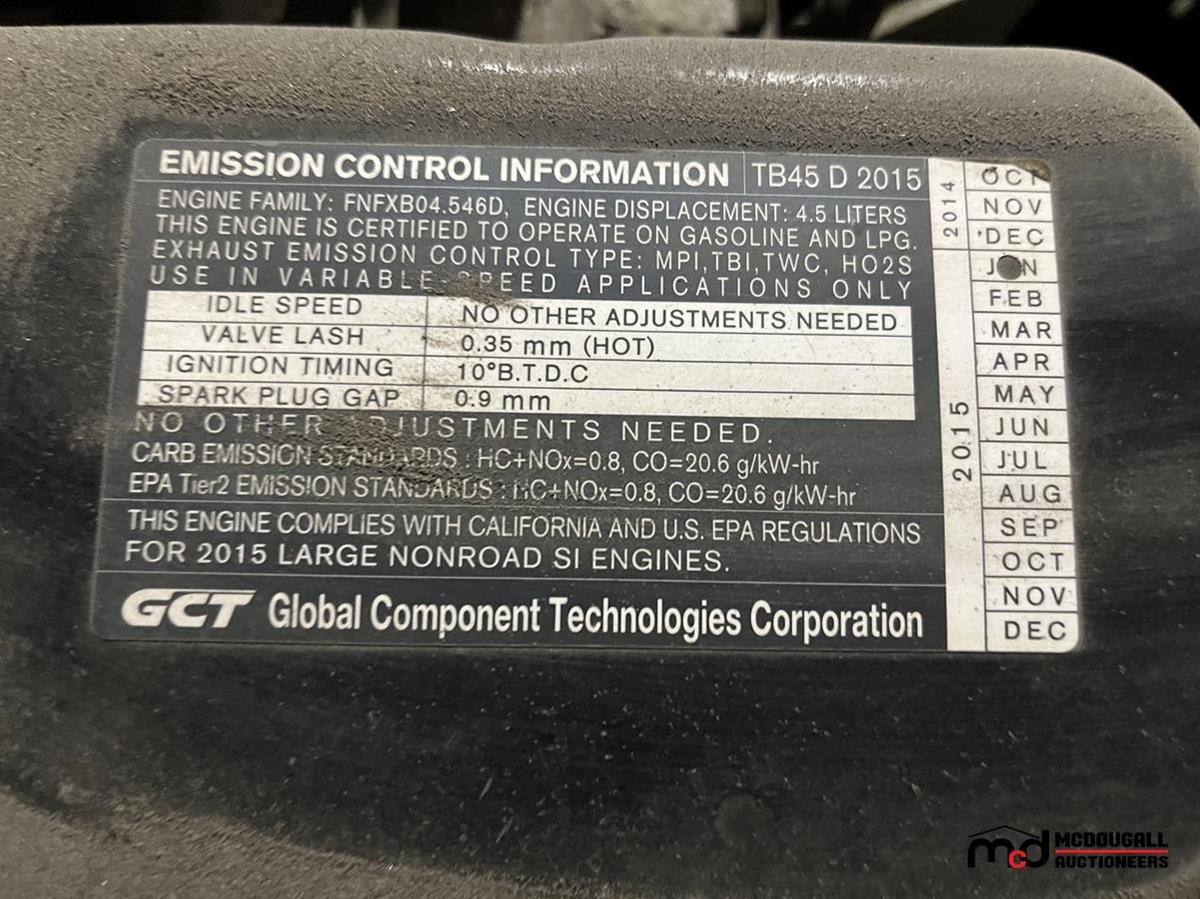 EMISSION CONTROL INFORMATION TB45 D 2015
ENGINE FAMILY: FNFXB04.546D, ENGINE DISPLACEMENT: 4.5 LITERS
THIS ENGINE IS CERTIFIED TO OPERATE ON GASOLINE AND LPG.
EXHAUST EMISSION CONTROL TYPE: MPI,TBI,TWC, HO2S
USE IN VARIABLE-SPEED APPLICATIONS ONLY
IDLE SPEED NO OTHER ADJUSTMENTS NEEDED
VALVE LASH 0.35 mm (HOT)
IGNITION TIMING 10°B.T.D.C
SPARK PLUG GAP 0.9 mm
NO OTHER ADJUSTMENTS NEEDED.
CARB EMISSION STANDARDS : HC+NOx=0.8, CO=20.6 g/kW-hr
EPA Tier2 EMISSION STANDARDS : HC+NOx=0.8, CO=20.6 g/kW-hr
THIS ENGINE COMPLIES WITH CALIFORNIA AND U.S. EPA REGULATIONS
FOR 2015 LARGE NONROAD SI ENGINES.
GCT Global Component Technologies Corporation
2014
OCT
NOV
DEC
2015
JAN
FEB
MAR
APR
MAY
JUN
JUL
AUG
SEP
OCT
NOV
DEC
mcd MCDOUGALL
AUCTIONEERS